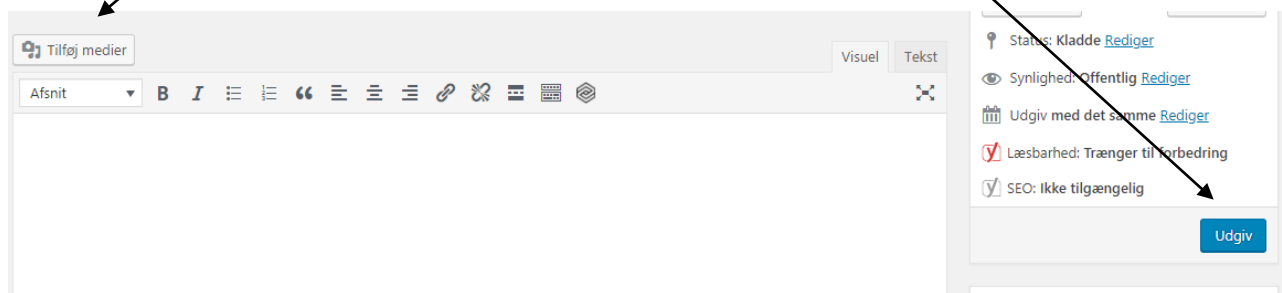 Tilføj medier
Visuel Tekst
Afsnit
Status: Kladde Rediger
Synlighed: Offentlig Rediger
Udgiv med det samme Rediger
Læsbarhed: Trænger til forbedring
SEO: Ikke tilgængelig
Udgiv